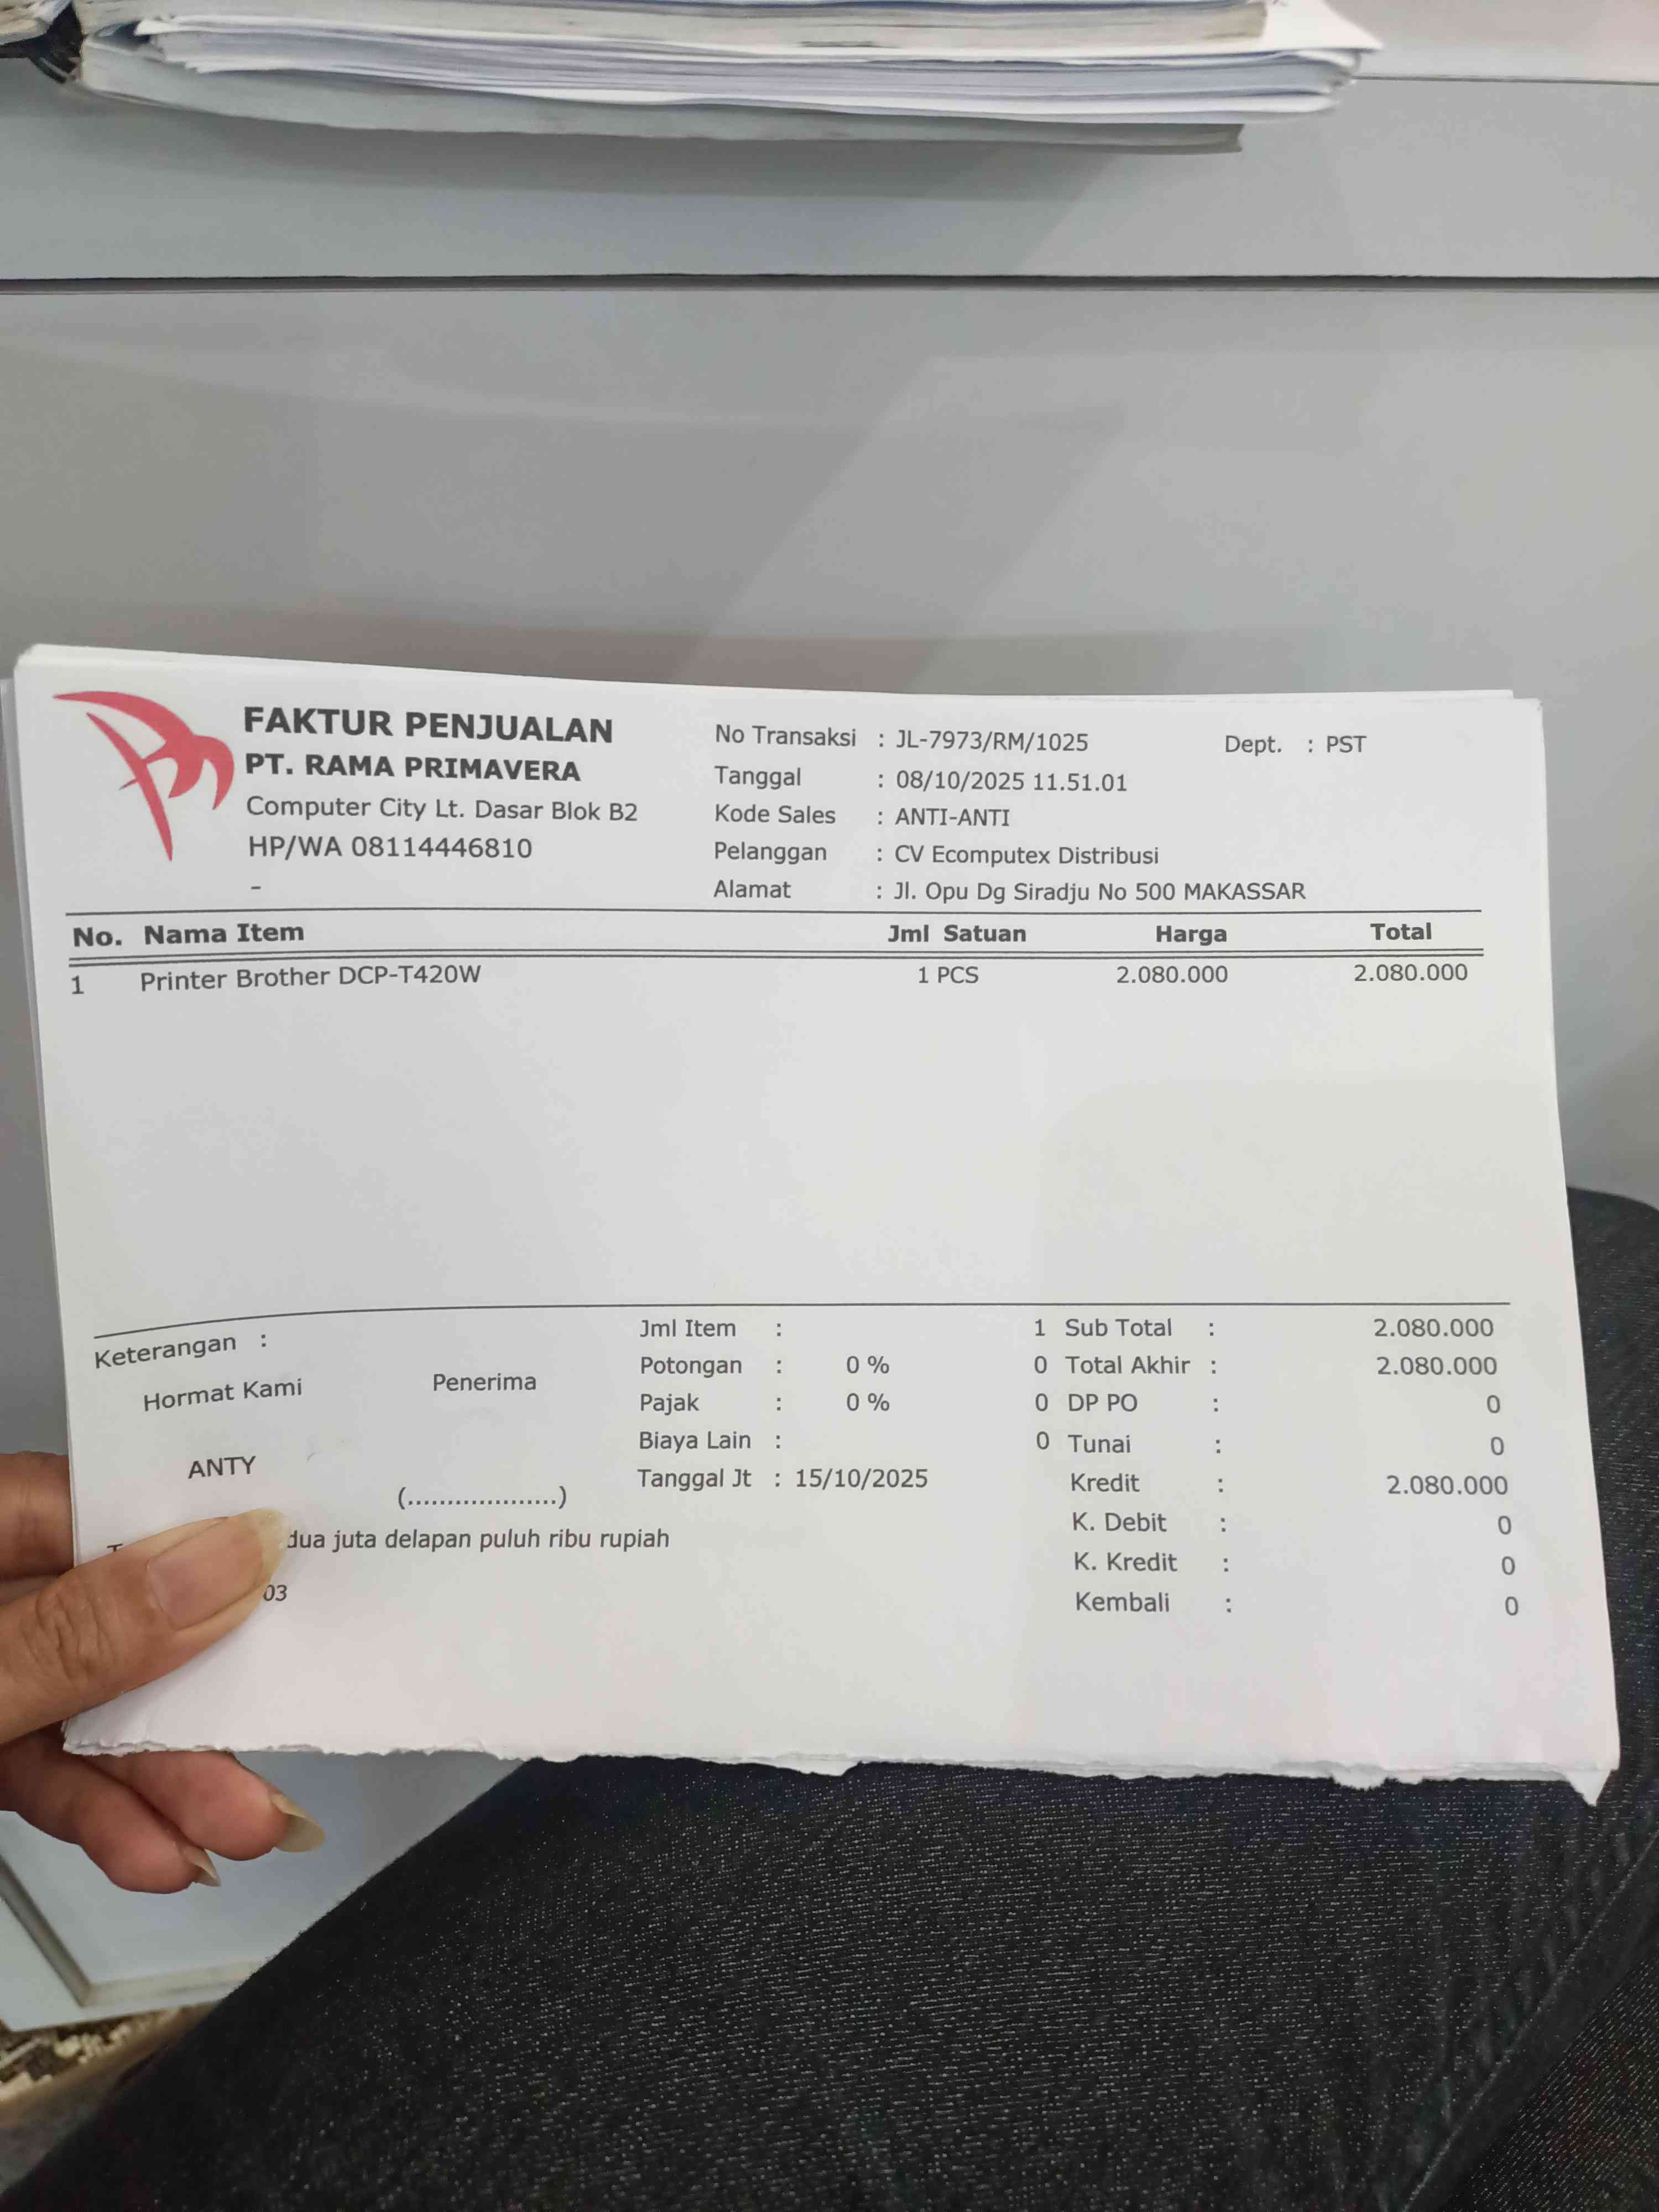 FAKTUR PENJUALAN
PT. RAMA PRIMAVERA
Computer City Lt. Dasar Blok B2
HP/WA 08114446810
-
No Transaksi : JL-7973/RM/1025 Dept. : PST
Tanggal : 08/10/2025 11.51.01
Kode Sales : ANTI-ANTI
Pelanggan : CV Ecomputex Distribusi
Alamat : Jl. Opu Dg Siradju No 500 MAKASSAR
No. Nama Item Jml Satuan Harga Total
1 Printer Brother DCP-T420W 1 PCS 2.080.000 2.080.000
Keterangan :
Hormat Kami Penerima
ANTY
(...................)
dua juta delapan puluh ribu rupiah
03
Jml Item : 1
Potongan : 0 % 0
Pajak : 0 % 0
Biaya Lain : 0
Tanggal Jt : 15/10/2025
Sub Total : 2.080.000
Total Akhir : 2.080.000
DP PO : 0
Tunai : 0
Kredit : 2.080.000
K. Debit : 0
K. Kredit : 0
Kembali : 0